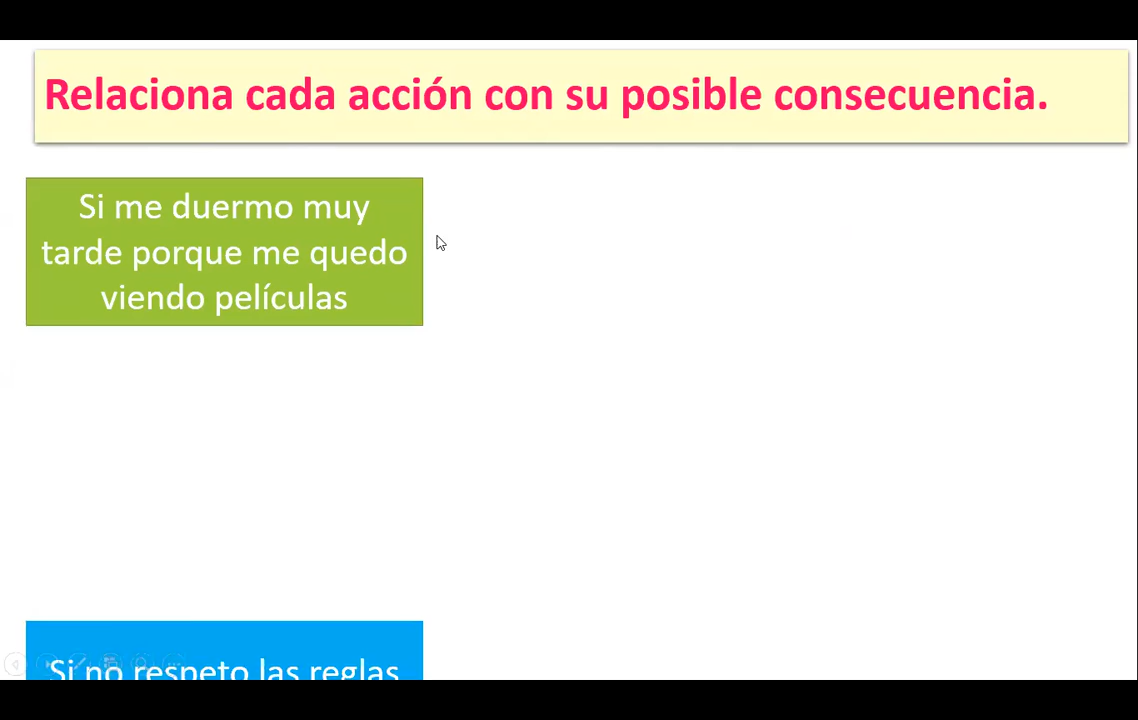 Relaciona cada acción con su posible consecuencia.
Si me duermo muy
tarde porque me quedo
viendo películas
Si no respeto las reglas